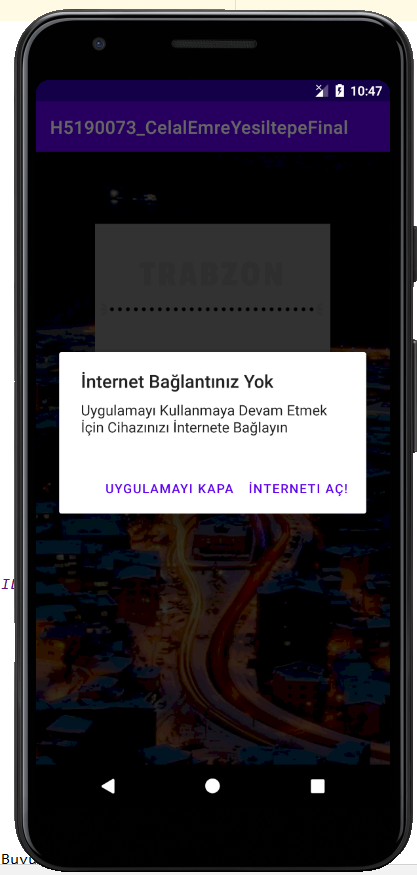 10:47
H5190073_CelalEmreYesiltepeFinal
TRABZON
İnternet Bağlantınız Yok
Uygulamayı Kullanmaya Devam Etmek
İçin Cihazınızı İnternete Bağlayın
UYGULAMAYI KAPA İNTERNETI AÇ!